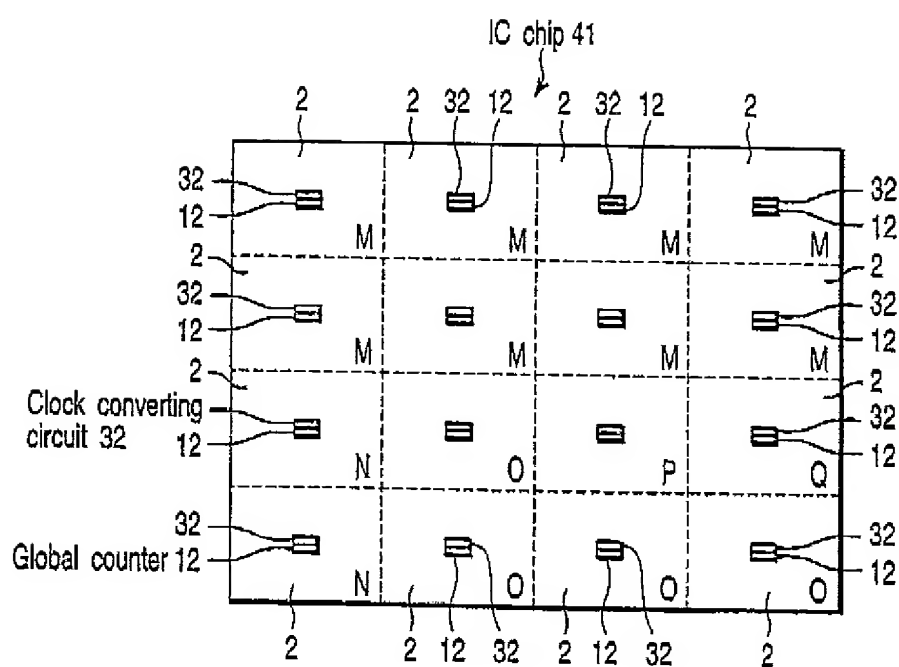 IC chip 41
2 2 32 12 2 32 12 2
32 32
12 12
M M M M
2 2
32 32
12 12
M M M M
2 2
Clock converting
circuit 32
12 32
12
N O P Q
32 32
Global counter 12 12
N O O O
2 2 12 32 2 12 32 2